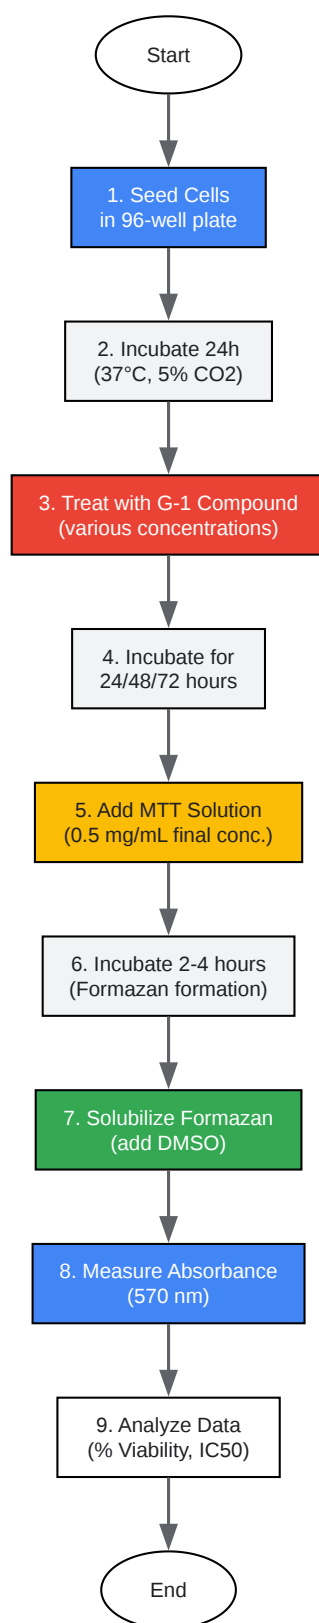 Start
1. Seed Cells
in 96-well plate
2. Incubate 24h
(37°C, 5% CO2)
3. Treat with G-1 Compound
(various concentrations)
4. Incubate for
24/48/72 hours
5. Add MTT Solution
(0.5 mg/mL final conc.)
6. Incubate 2-4 hours
(Formazan formation)
7. Solubilize Formazan
(add DMSO)
8. Measure Absorbance
(570 nm)
9. Analyze Data
(% Viability, IC50)
End